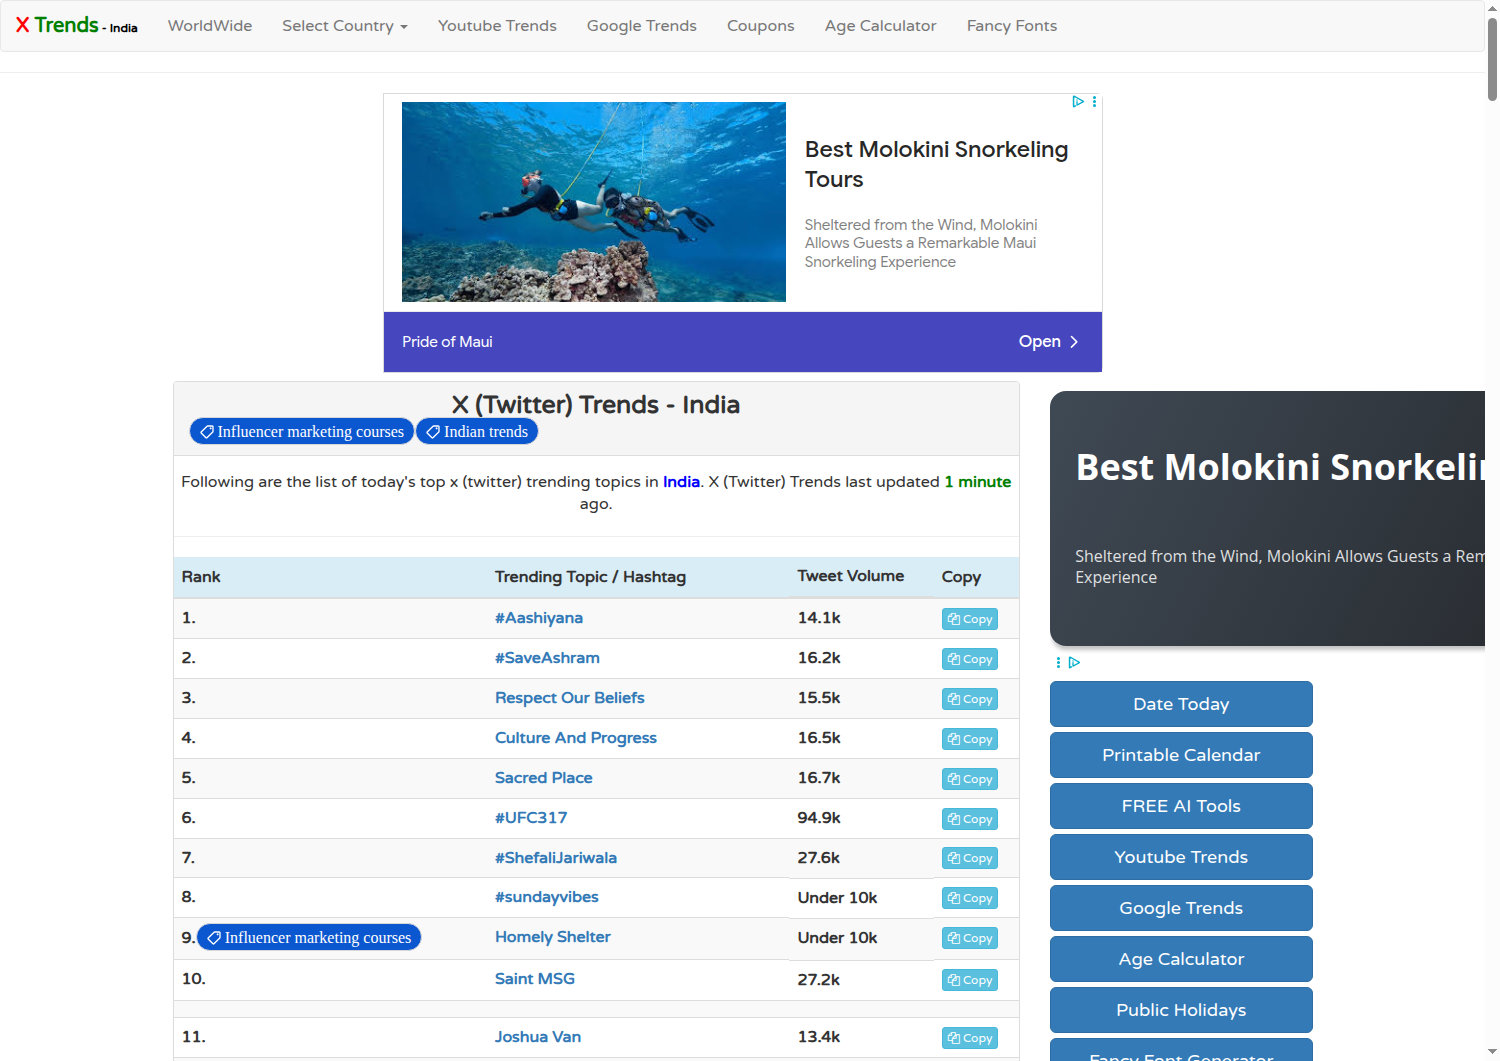 X Trends - India
WorldWide
Select Country
Youtube Trends
Google Trends
Coupons
Age Calculator
Fancy Fonts
Best Molokini Snorkeling
Tours
Sheltered from the Wind, Molokini
Allows Guests a Remarkable Maui
Snorkeling Experience
Pride of Maui
Open
X (Twitter) Trends - India
Influencer marketing courses
Indian trends
Following are the list of today's top x (twitter) trending topics in India. X (Twitter) Trends last updated 1 minute
ago.
Rank Trending Topic / Hashtag Tweet Volume Copy
1. #Aashiyana 14.1k Copy
2. #SaveAshram 16.2k Copy
3. Respect Our Beliefs 15.5k Copy
4. Culture And Progress 16.5k Copy
5. Sacred Place 16.7k Copy
6. #UFC317 94.9k Copy
7. #ShefaliJariwala 27.6k Copy
8. #sundayvibes Under 10k Copy
9. Influencer marketing courses Homely Shelter Under 10k Copy
10. Saint MSG 27.2k Copy
11. Joshua Van 13.4k Copy
Best Molokini Snorkelin
Sheltered from the Wind, Molokini Allows Guests a Rem
Experience
Date Today
Printable Calendar
FREE AI Tools
Youtube Trends
Google Trends
Age Calculator
Public Holidays
Fancy Font Generator